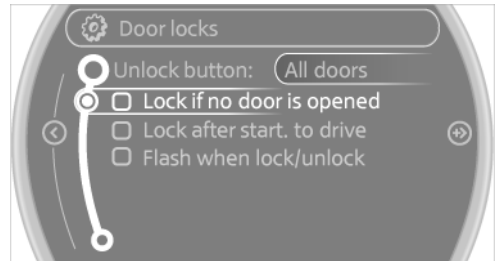 Door locks
Unlock button: All doors
Lock if no door is opened
Lock after start. to drive
Flash when lock/unlock